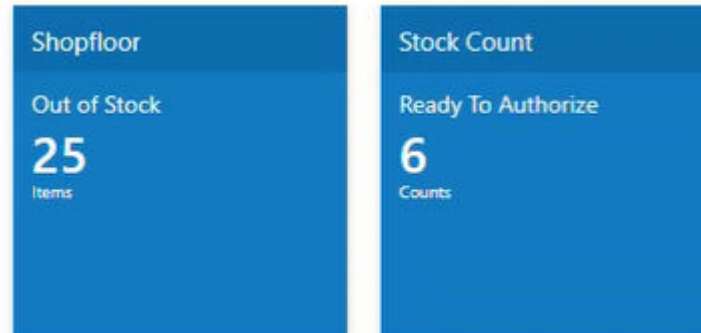 Shopfloor
Out of Stock
25
Items
Stock Count
Ready To Authorize
6
Counts